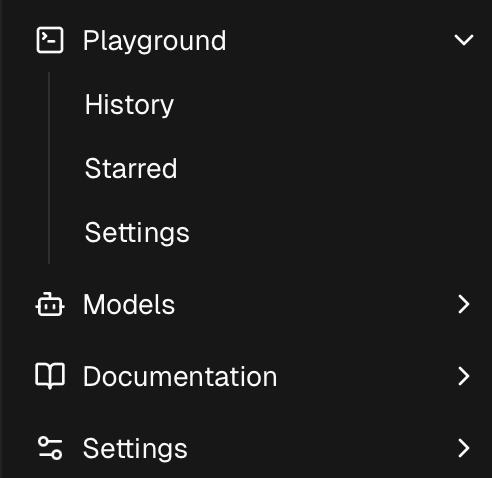 Playground
History
Starred
Settings
Models
Documentation
Settings